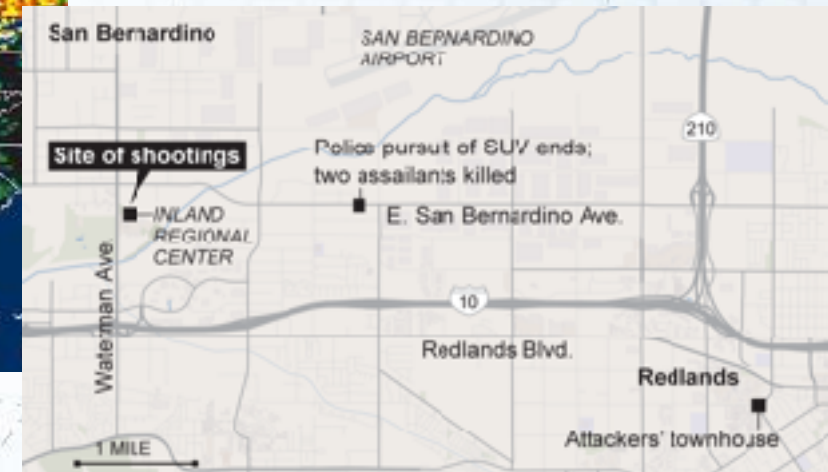 San Bernardino
SAN BERNARDINO
AIRPORT
210
Site of shootings
Police pursuit of SUV ends;
two assailants killed
INLAND
REGIONAL
CENTER
E. San Bernardino Ave.
Waterman Ave.
10
Redlands Blvd.
Redlands
Attackers' townhouse
1 MILE